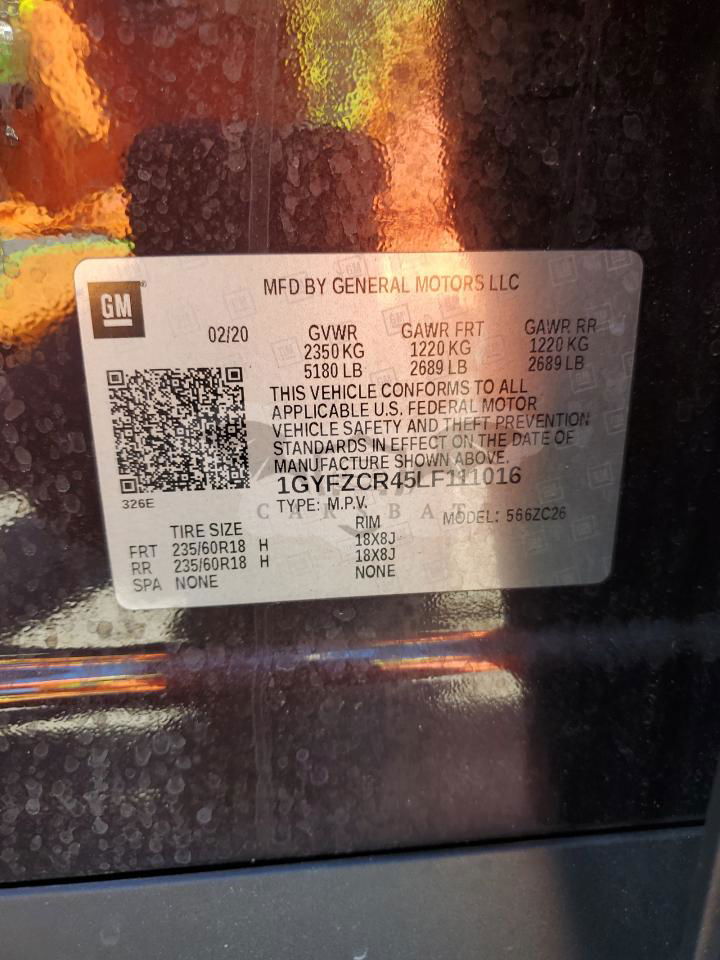 GM
MFD BY GENERAL MOTORS LLC
02/20 GVWR GAWR FRT GAWR RR
2350 KG 1220 KG 1220 KG
5180 LB 2689 LB 2689 LB
THIS VEHICLE CONFORMS TO ALL
APPLICABLE U.S. FEDERAL MOTOR
VEHICLE SAFETY AND THEFT PREVENTION
STANDARDS IN EFFECT ON THE DATE OF
MANUFACTURE SHOWN ABOVE.
1GYFZCR45LF111016
326E
TYPE: M.P.V. MODEL: 566ZC26
TIRE SIZE RIM
FRT 235/60R18 H 18X8J
RR 235/60R18 H 18X8J
SPA NONE NONE